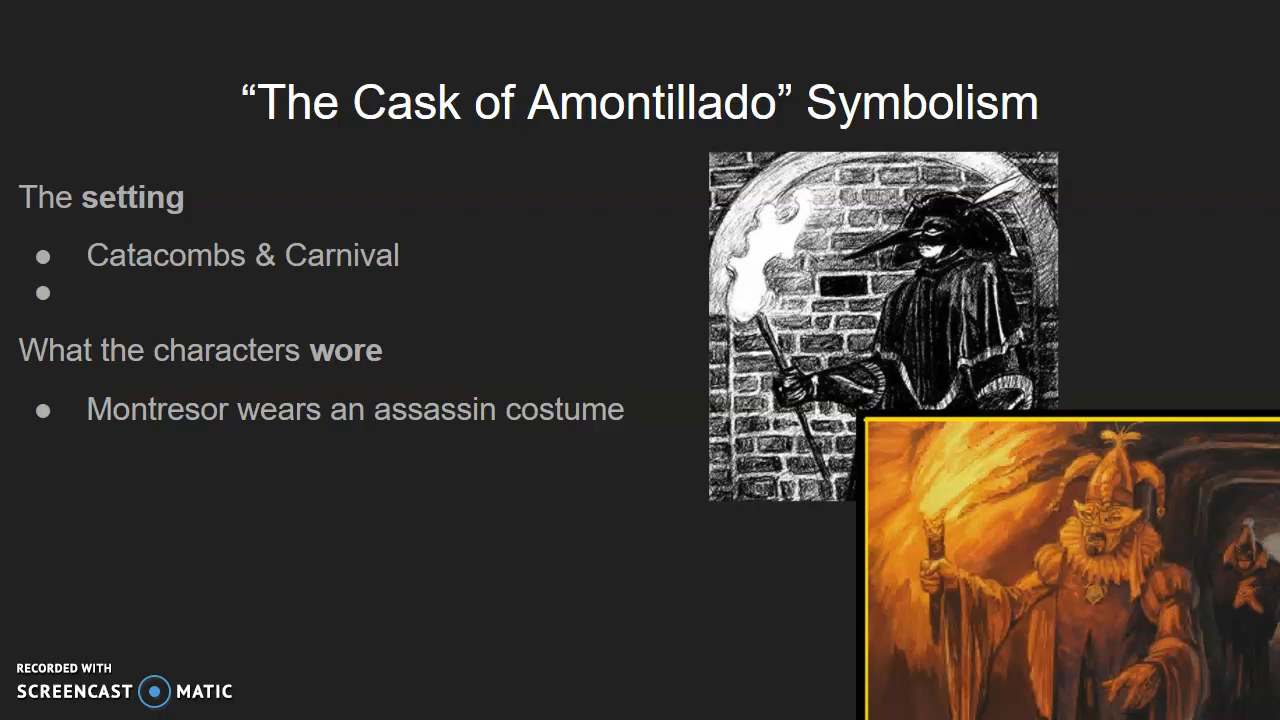 “The Cask of Amontillado” Symbolism
The setting
● Catacombs & Carnival
●
What the characters wore
● Montresor wears an assassin costume
RECORDED WITH
SCREENCAST MATIC